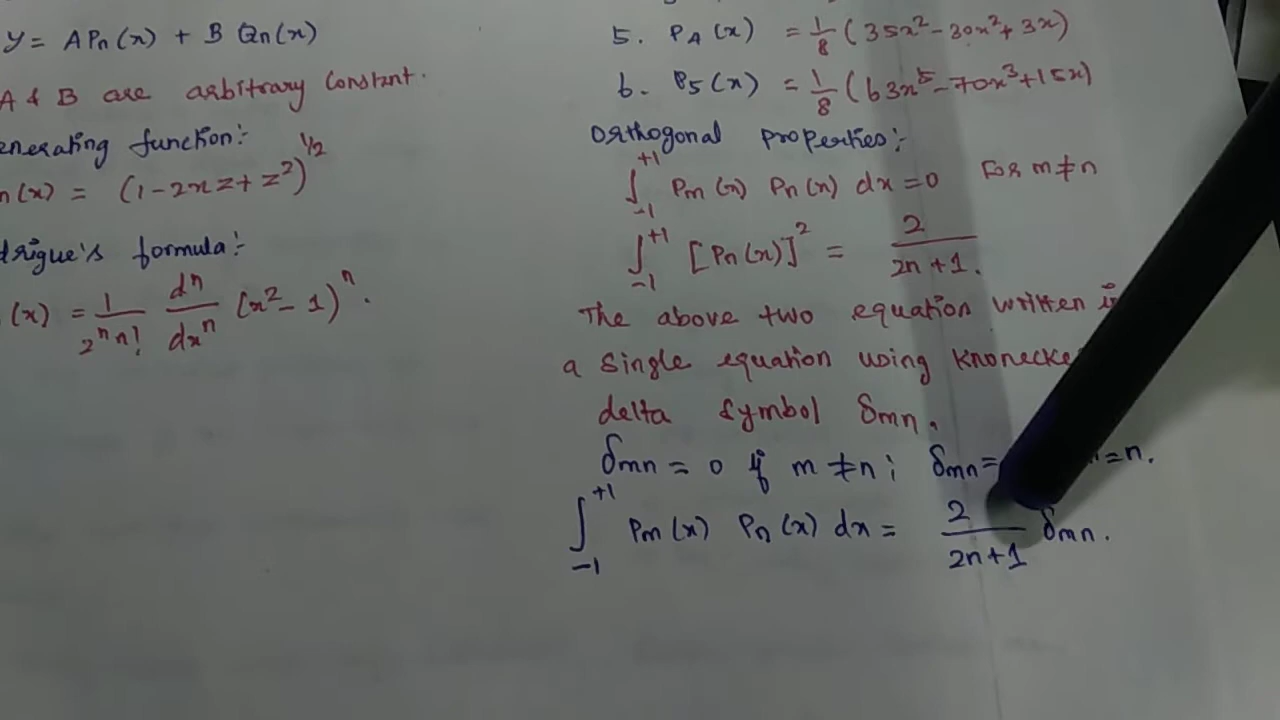 y = A Pn(x) + B Qn(x)
A & B are arbitrary Constant.
enerating function:-
n(x) = (1-2xz+z²)^1/2
drigue's formula:-
(x) = 1/2ⁿn! dⁿ/dxⁿ (x²-1)ⁿ.
5. P4(x) = 1/8 (35x²-30x²+3x)
6. P5(x) = 1/8 (63x⁵-70x³+15x)
Orthogonal properties:-
∫₋₁⁺¹ Pm(x) Pn(x) dx = 0 For m≠n
∫₋₁⁺¹ [Pn(x)]² = 2/2n+1.
The above two equation written
a single equation using
delta symbol δmn.
δmn = 0 if m≠n; δmn= =n.
∫₋₁⁺¹ Pm(x) Pn(x) dx = 2/2n+1 δmn.